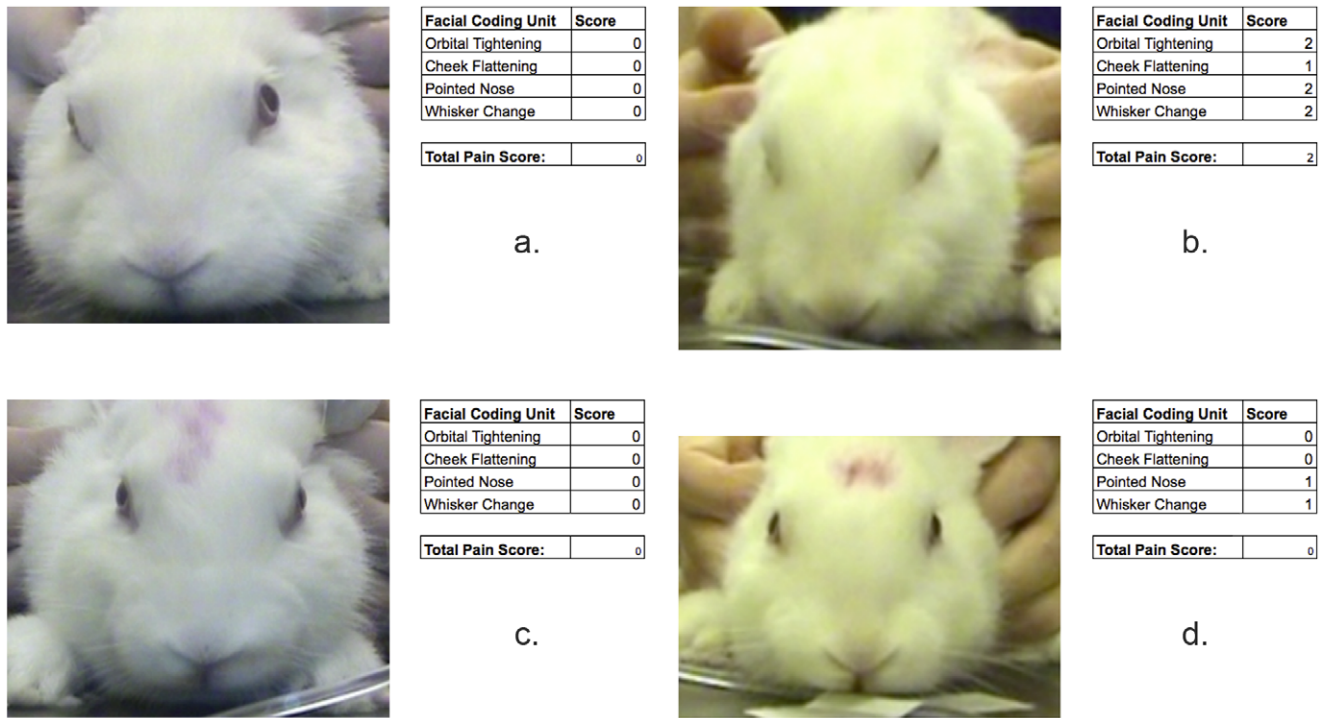 Facial Coding Unit Score
Orbital Tightening 0
Cheek Flattening 0
Pointed Nose 0
Whisker Change 0
Total Pain Score: 0
a.
Facial Coding Unit Score
Orbital Tightening 2
Cheek Flattening 1
Pointed Nose 2
Whisker Change 2
Total Pain Score: 2
b.
Facial Coding Unit Score
Orbital Tightening 0
Cheek Flattening 0
Pointed Nose 0
Whisker Change 0
Total Pain Score: 0
c.
Facial Coding Unit Score
Orbital Tightening 0
Cheek Flattening 0
Pointed Nose 1
Whisker Change 1
Total Pain Score: 0
d.